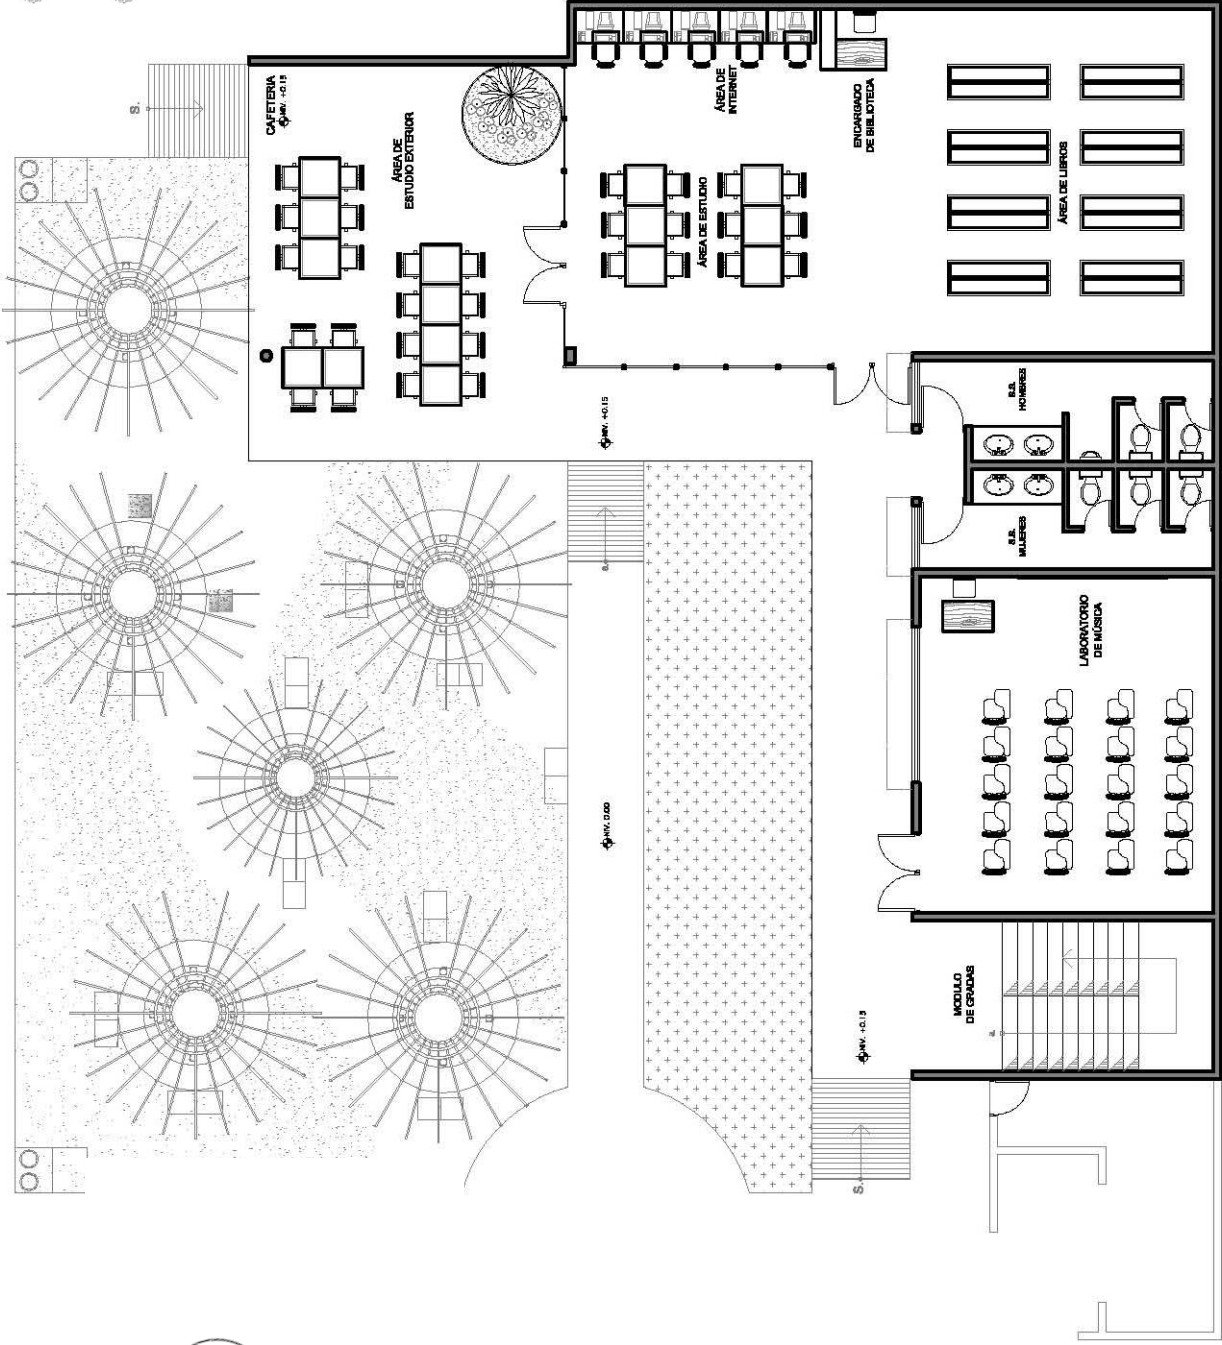 CAFETERIA
NIV. +0.15
ÁREA DE
ESTUDIO EXTERIOR
ÁREA DE
INTERNET
ENCARGADO
DE BIBLIOTECA
ÁREA DE ESTUDIO
ÁREA DE LIBROS
S.
NIV. +0.15
S.S.
HOMBRES
S.S.
MUJERES
S.
LABORATORIO
DE MÚSICA
NIV. 0.00
MODULO
DE GRADAS
NIV. +0.15
S.